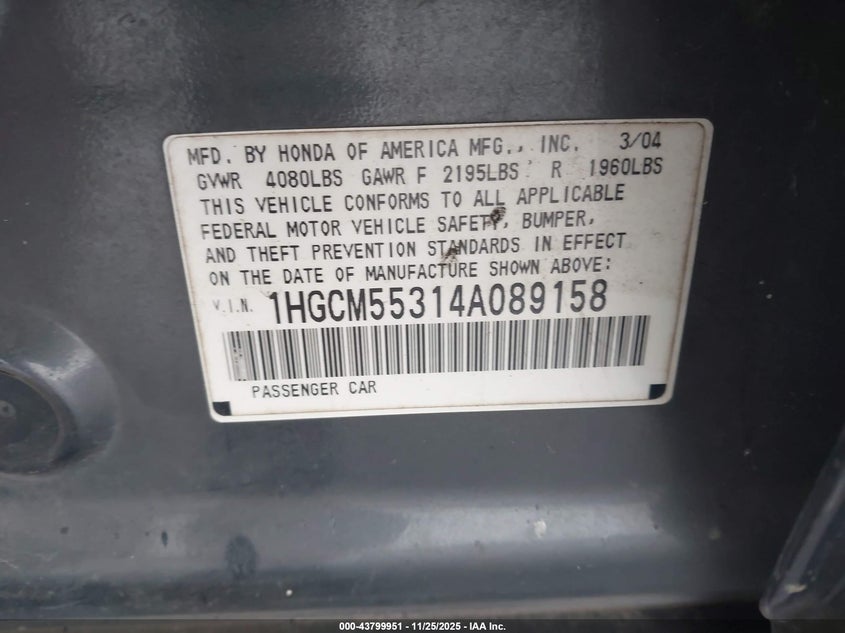 MFD. BY HONDA OF AMERICA MFG., INC. 3/04
GVWR 4080LBS GAWR F 2195LBS R 1960LBS
THIS VEHICLE CONFORMS TO ALL APPLICABLE
FEDERAL MOTOR VEHICLE SAFETY, BUMPER,
AND THEFT PREVENTION STANDARDS IN EFFECT
ON THE DATE OF MANUFACTURE SHOWN ABOVE:
V.I.N. 1HGCM55314A089158
PASSENGER CAR
000-43799951 - 11/25/2025 - IAA Inc.